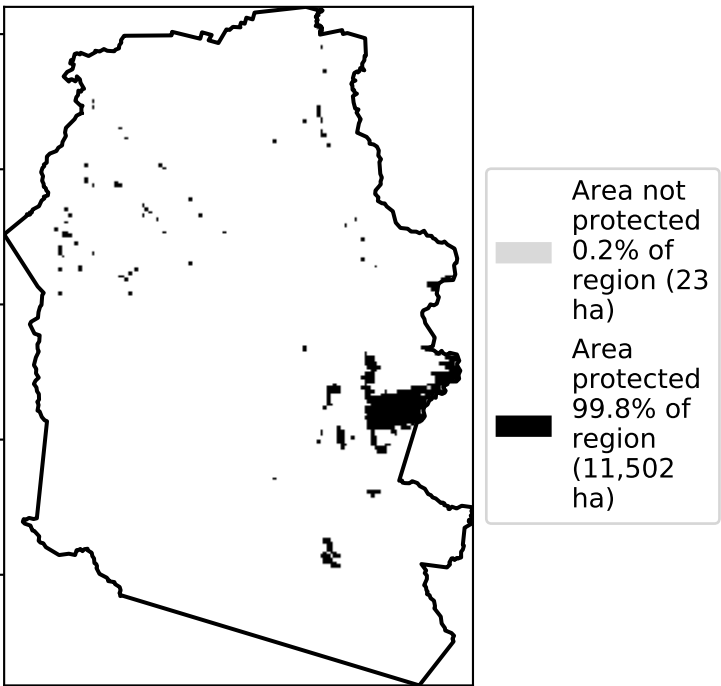 Area not
protected
0.2% of
region (23
ha)
Area
protected
99.8% of
region
(11,502
ha)